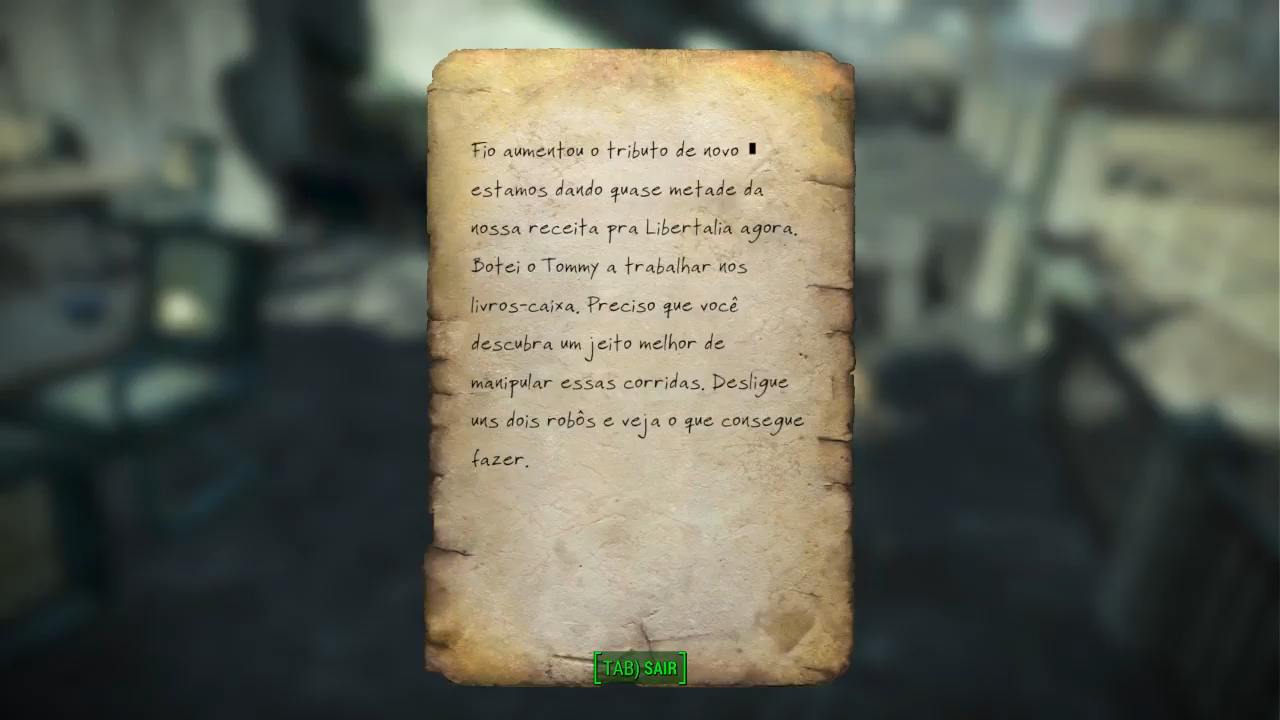 Fio aumentou o tributo de novo ▮
estamos dando quase metade da
nossa receita pra Libertalia agora.
Botei o Tommy a trabalhar nos
livros-caixa. Preciso que você
descubra um jeito melhor de
manipular essas corridas. Desligue
uns dois robôs e veja o que consegue
fazer.
[TAB) SAIR]